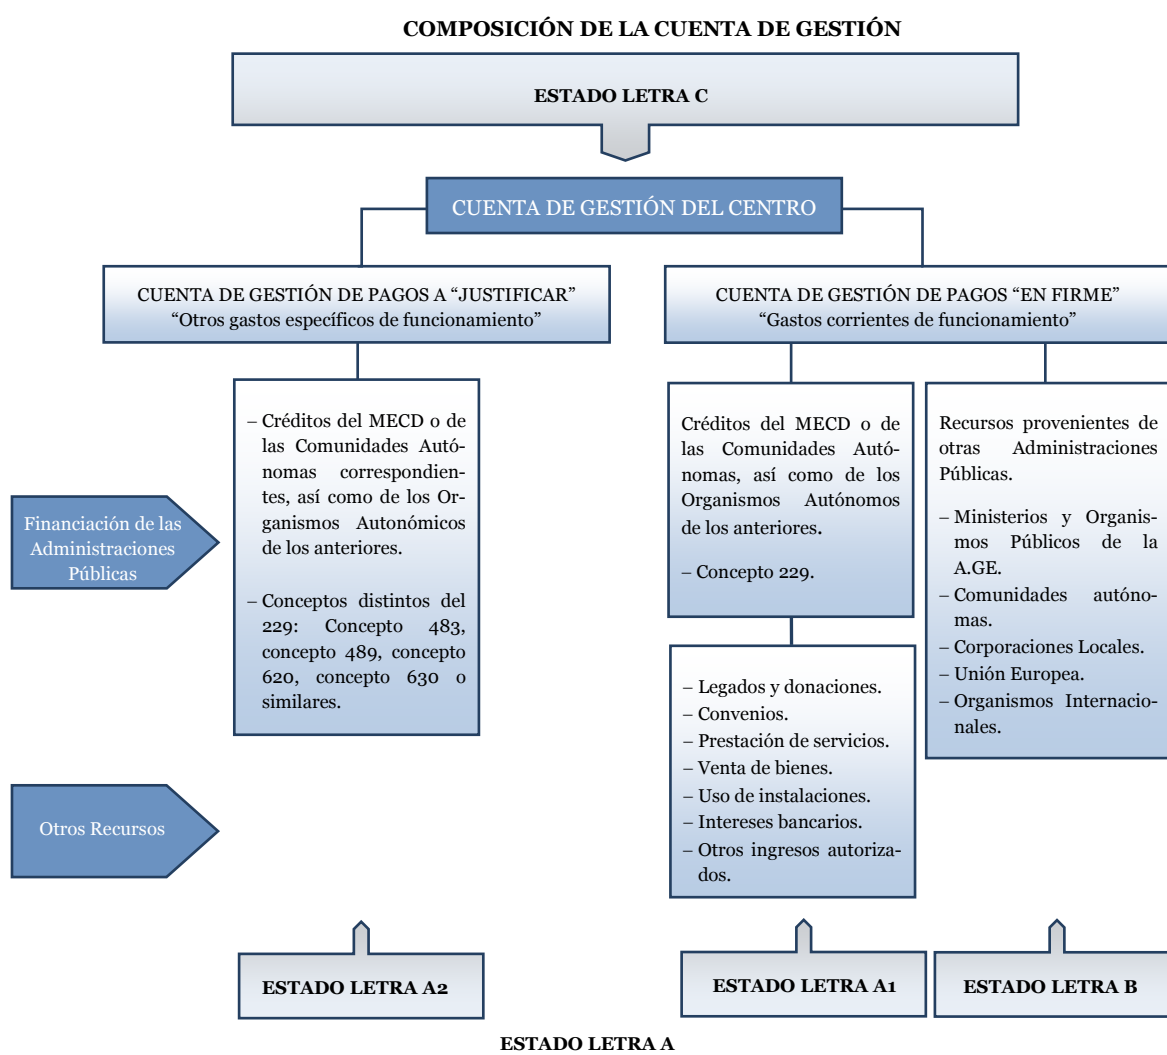 COMPOSICIÓN DE LA CUENTA DE GESTIÓN
ESTADO LETRA C
CUENTA DE GESTIÓN DEL CENTRO
CUENTA DE GESTIÓN DE PAGOS A “JUSTIFICAR”
“Otros gastos específicos de funcionamiento”
CUENTA DE GESTIÓN DE PAGOS “EN FIRME”
“Gastos corrientes de funcionamiento”
Financiación de las
Administraciones
Públicas
– Créditos del MECD o de
las Comunidades Autó-
nomas correspondien-
tes, así como de los Or-
ganismos Autonómicos
de los anteriores.
– Conceptos distintos del
229: Concepto 483,
concepto 489, concepto
620, concepto 630 o
similares.
Créditos del MECD o de
las Comunidades Autó-
nomas, así como de los
Organismos Autónomos
de los anteriores.
– Concepto 229.
Recursos provenientes de
otras Administraciones
Públicas.
– Ministerios y Organis-
mos Públicos de la
A.GE.
– Comunidades autóno-
mas.
– Corporaciones Locales.
– Unión Europea.
– Organismos Internacio-
nales.
Otros Recursos
– Legados y donaciones.
– Convenios.
– Prestación de servicios.
– Venta de bienes.
– Uso de instalaciones.
– Intereses bancarios.
– Otros ingresos autoriza-
dos.
ESTADO LETRA A2
ESTADO LETRA A1
ESTADO LETRA B
ESTADO LETRA A